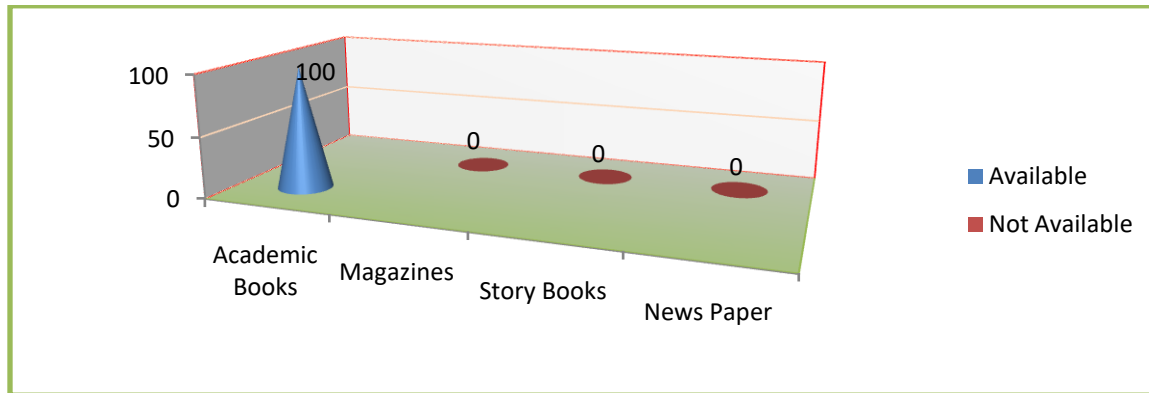 100
50
0
100
0
0
0
Academic
Books
Magazines
Story Books
News Paper
Available
Not Available